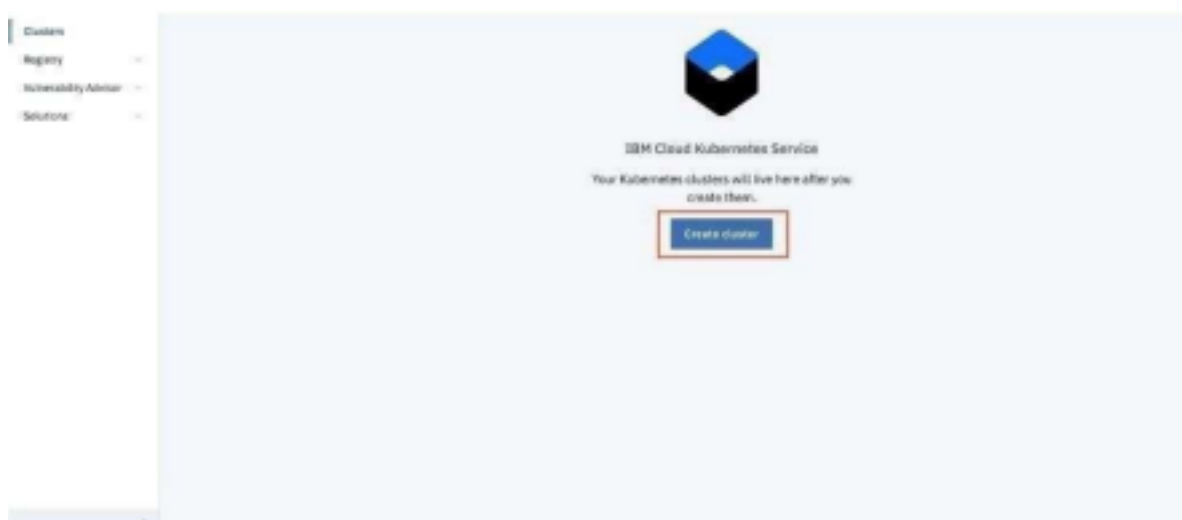 Clusters
Registry
Vulnerability Advisor
Solutions
IBM Cloud Kubernetes Service
Your Kubernetes clusters will live here after you
create them.
Create cluster